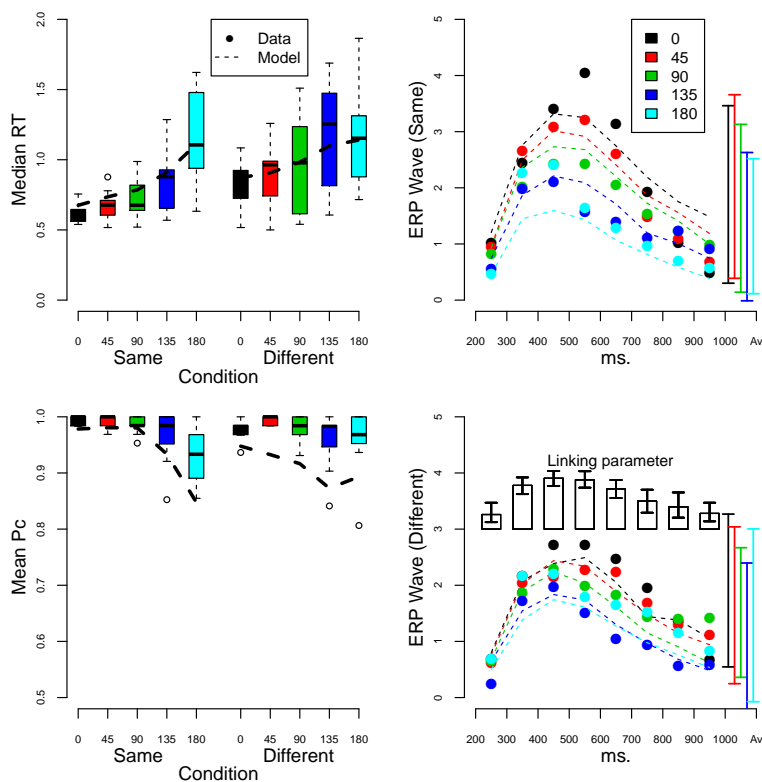 Median RT
0.0 0.5 1.0 1.5 2.0
Data
Model
0 45 90 135 180 0 45 90 135 180
Same Different
Condition
ERP Wave (Same)
0 1 2 3 4 5
0
45
90
135
180
200 300 400 500 600 700 800 900 1000 Av
ms.
Mean Pc
0.5 0.6 0.7 0.8 0.9 1.0
0 45 90 135 180 0 45 90 135 180
Same Different
Condition
ERP Wave (Different)
0 1 2 3 4 5
Linking parameter
200 300 400 500 600 700 800 900 1000 Av
ms.